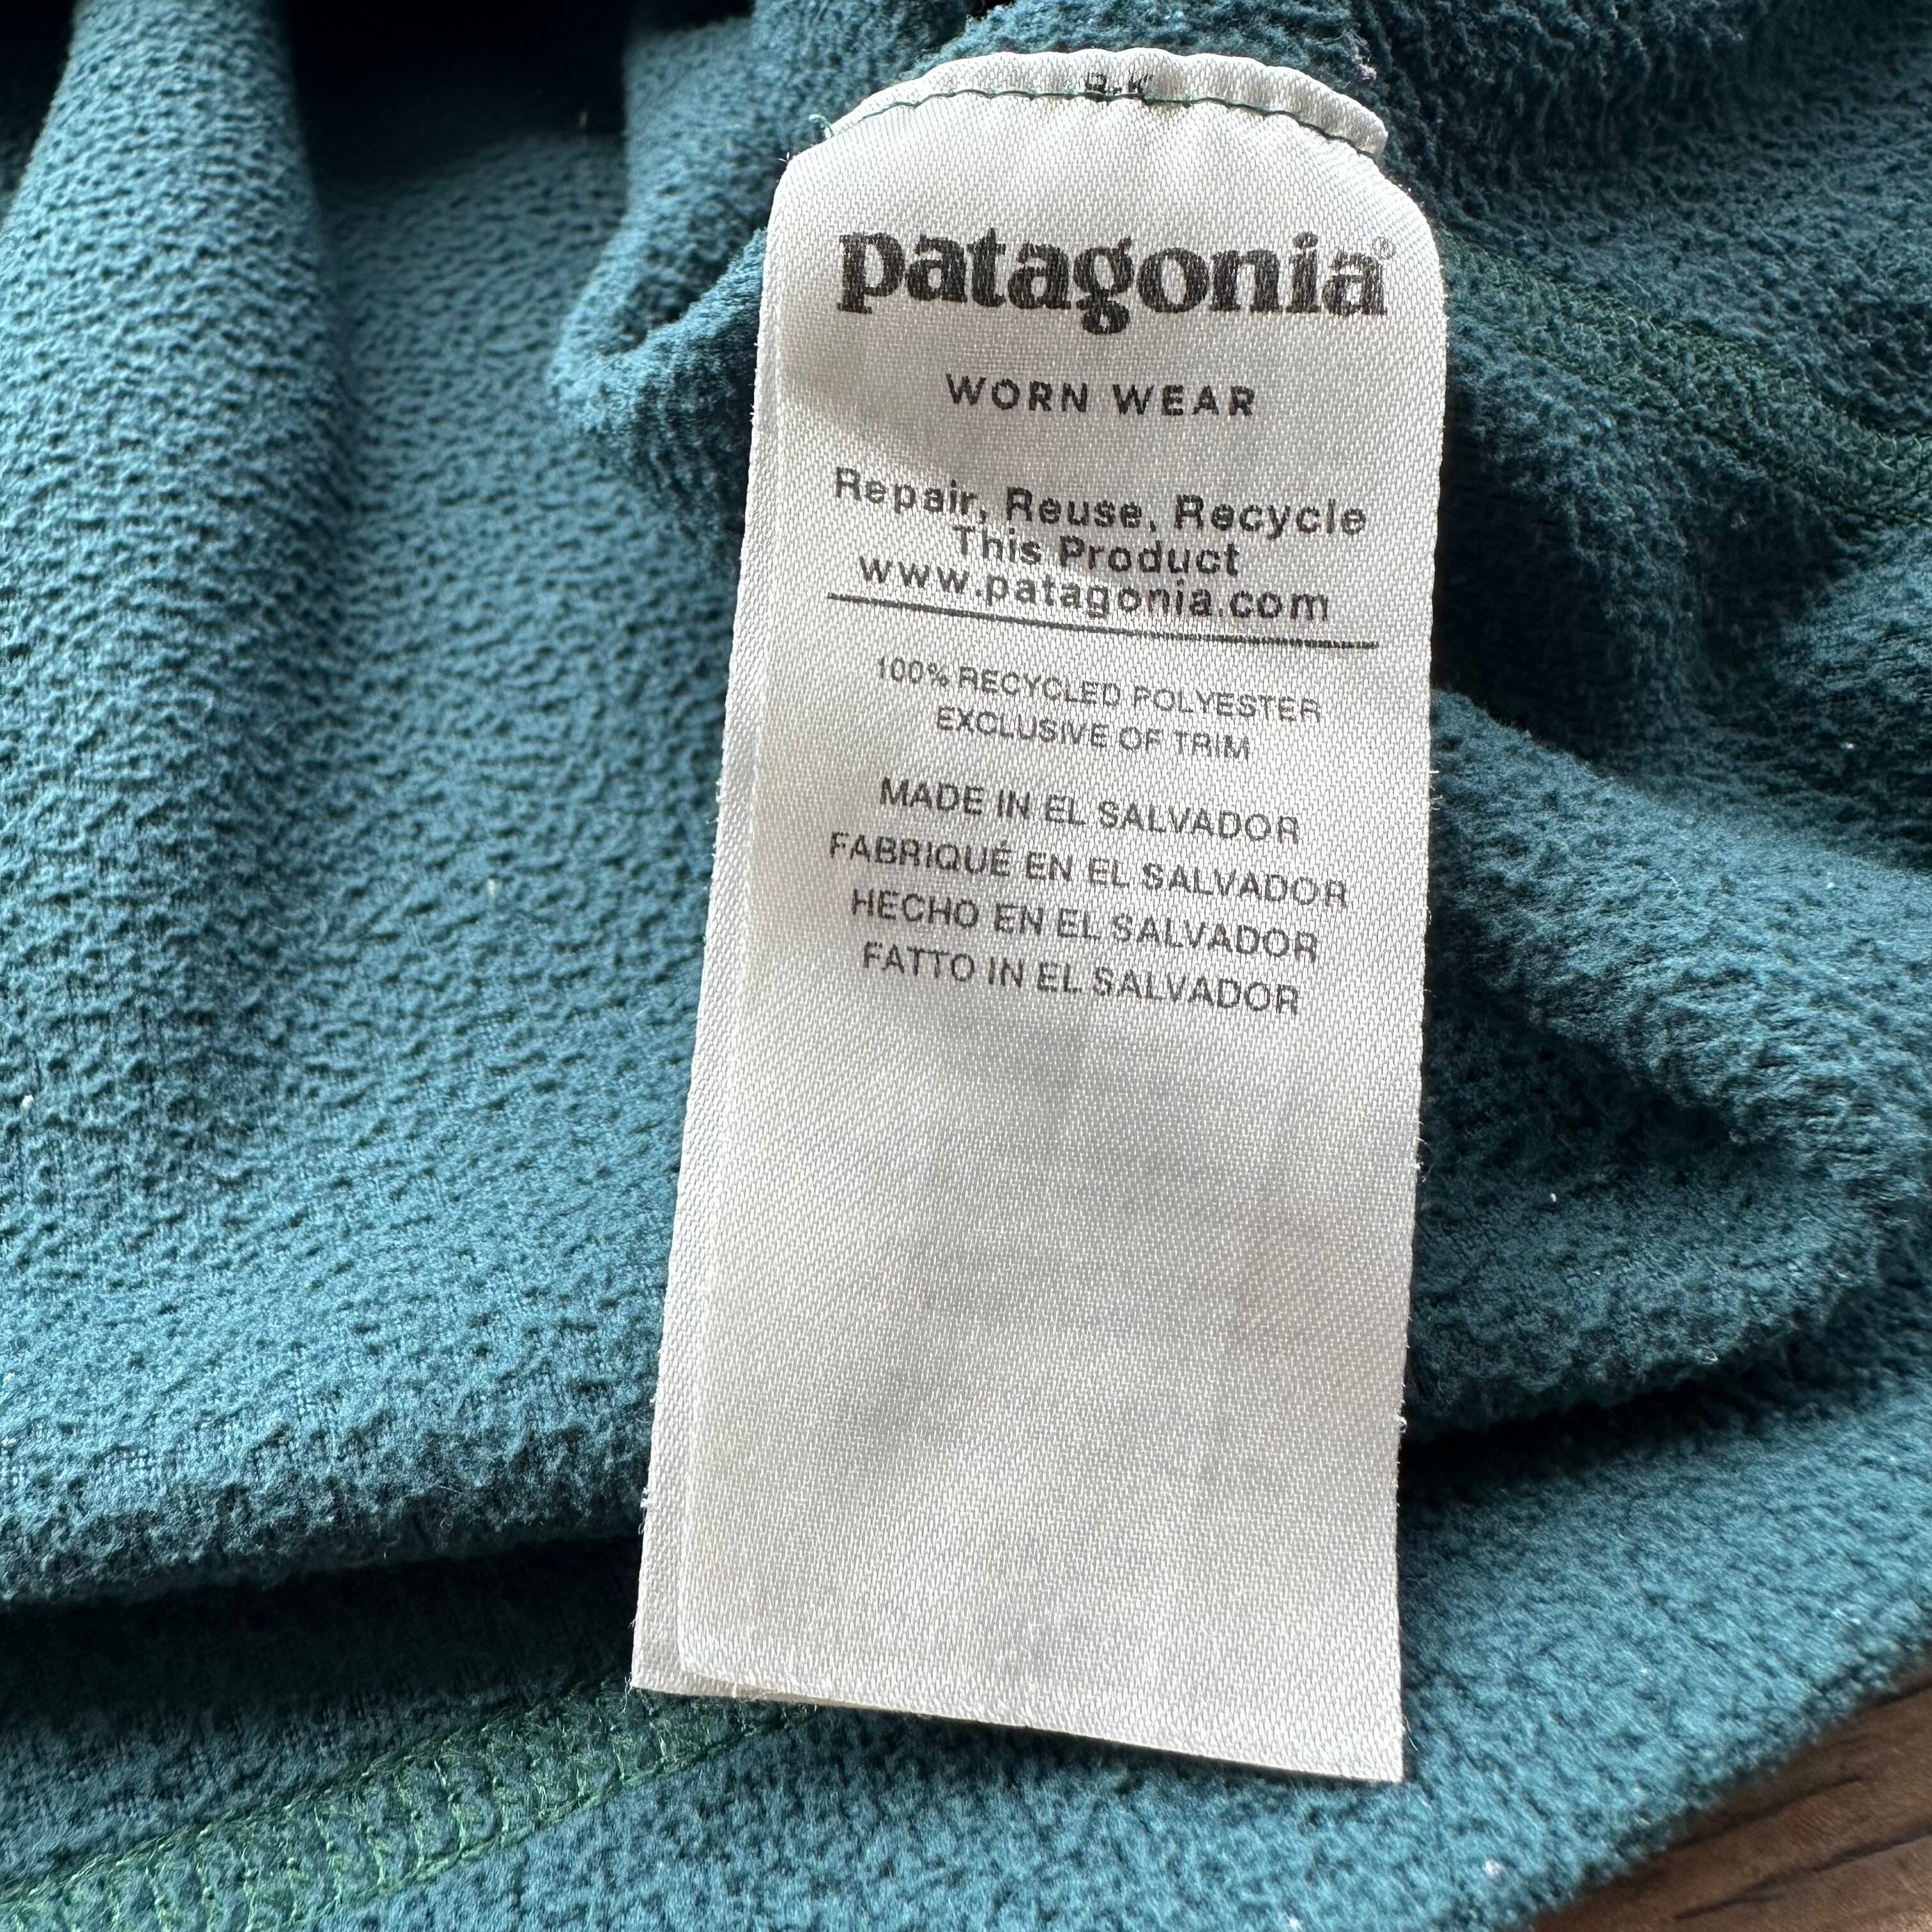 patagonia®
WORN WEAR
Repair, Reuse, Recycle
This Product
www.patagonia.com
100% RECYCLED POLYESTER
EXCLUSIVE OF TRIM
MADE IN EL SALVADOR
FABRIQUÉ EN EL SALVADOR
HECHO EN EL SALVADOR
FATTO IN EL SALVADOR